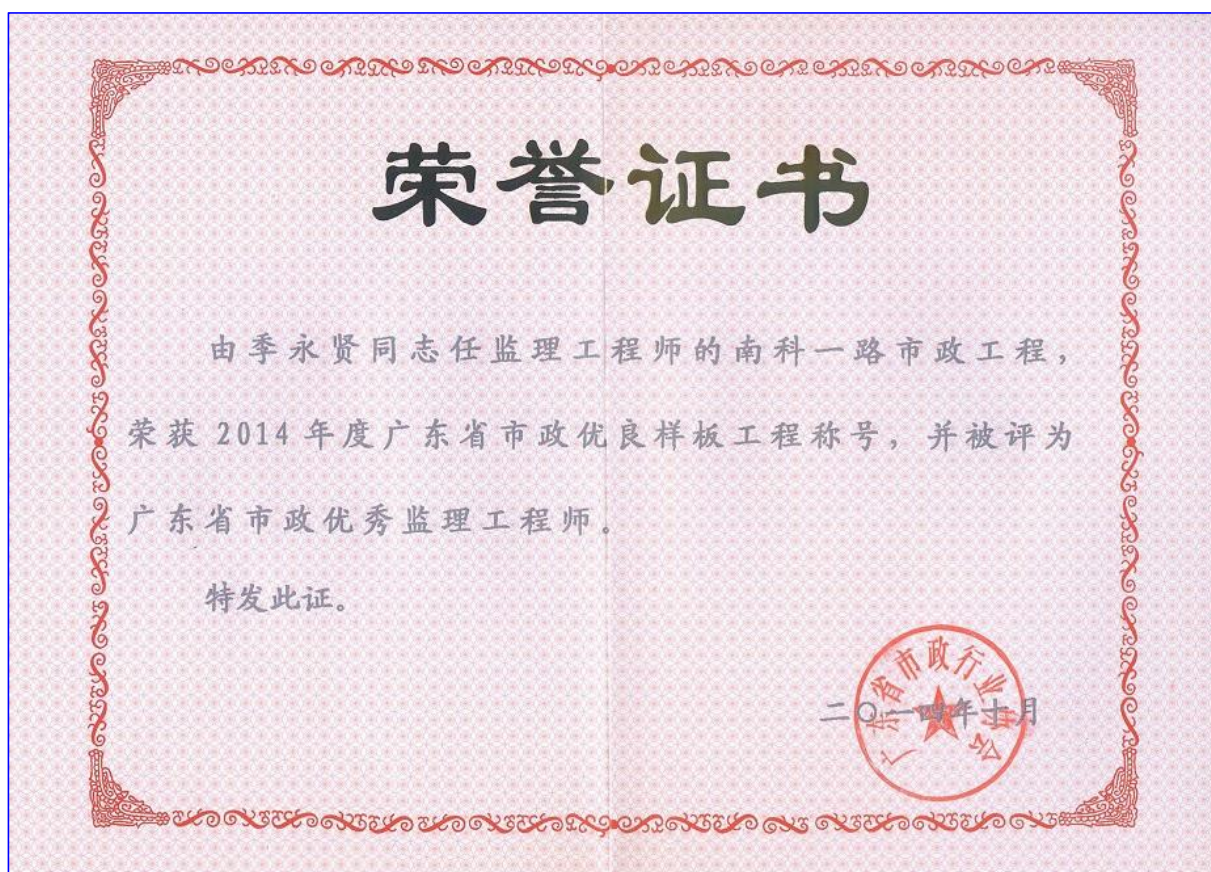 荣誉证书
由季永贤同志任监理工程师的南科一路市政工程,
荣获 2014 年度广东省市政优良样板工程称号, 并被评为
广东省市政优秀监理工程师。
特发此证。
广东省市政行业协会
二〇一四年十月